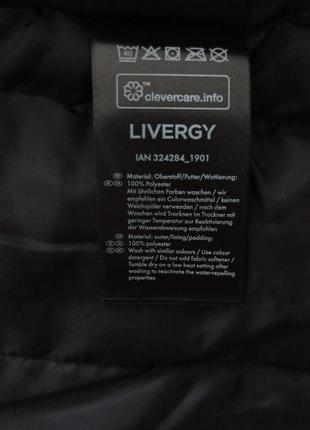 40
clevercare.info
LIVERGY
IAN 324284_1901
Material: Oberstoff/Futter/Wattierung:
100% Polyester
Mit ähnlichen Farben waschen / wir
empfehlen ein Colorwaschmittel / keinen
Weichspüler verwenden / nach dem
Waschen wird Trocknen im Trockner mit
geringer Temperatur zur Reaktivierung
der Wasserabweisung empfohlen
Material: outer/lining/padding:
100% polyester
Wash with similar colours / Use colour
detergent / Do not add fabric softener /
Tumble dry on a low heat setting after
washing to reactivate the water-repelling
properties